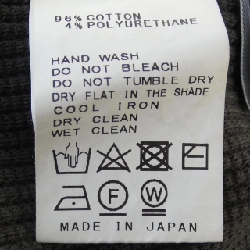 96% COTTON
4% POLYURETHANE
HAND WASH
DO NOT BLEACH
DO NOT TUMBLE DRY
DRY FLAT IN THE SHADE
COOL IRON
DRY CLEAN
WET CLEAN
F W
MADE IN JAPAN